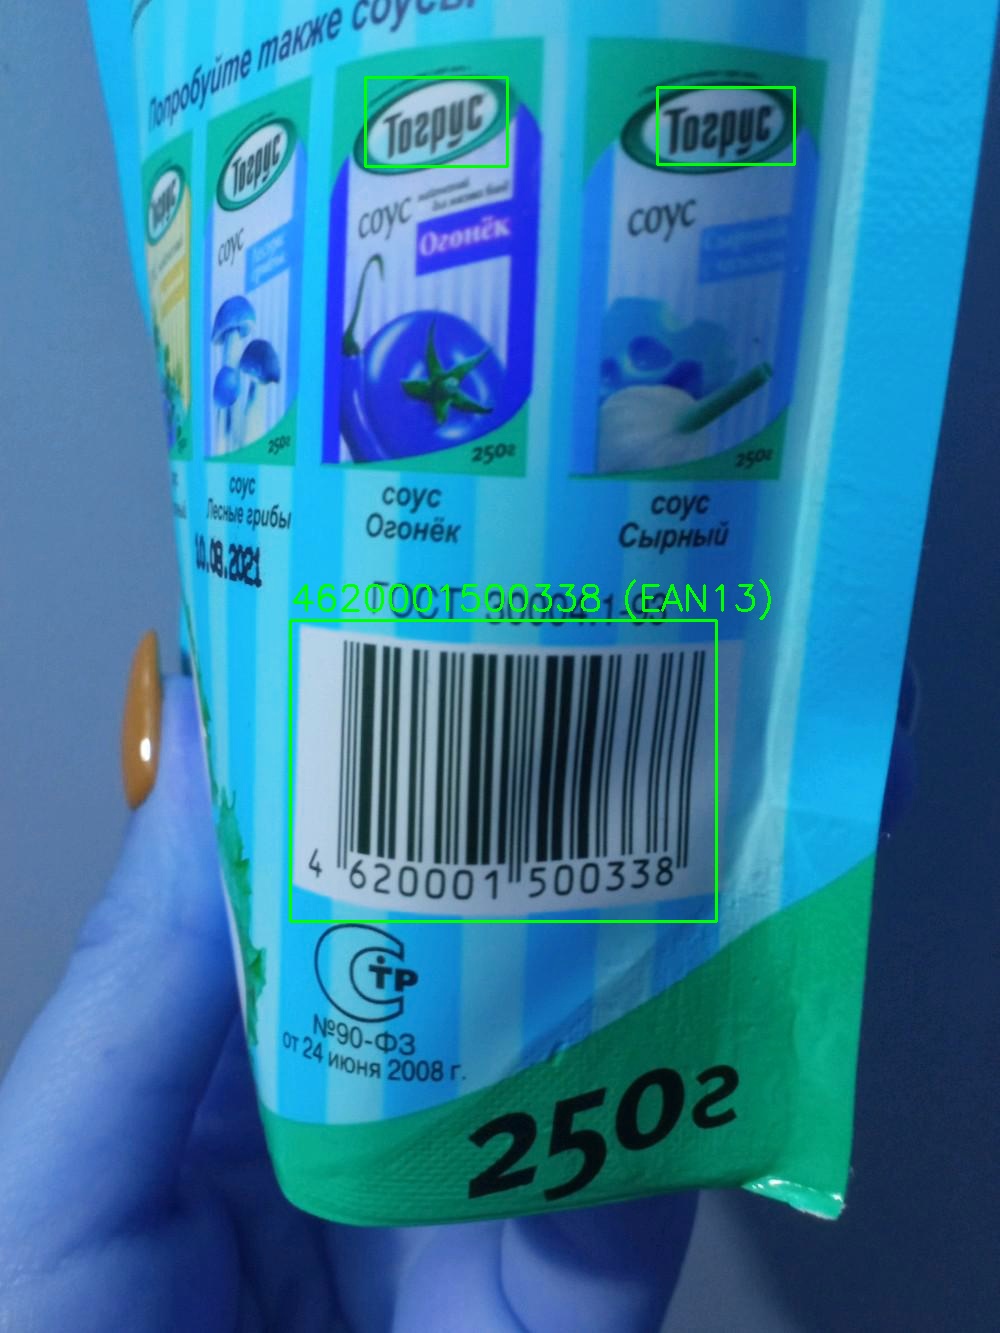 Попробуйте также соусы
Тогрус
Тогрус
Тогрус
соус
соус
Огонёк
соус
250г
250г
250г
соус
Лесные грибы
соус
Огонёк
соус
Сырный
10.08.2021
4620001500338 (EAN13)
4 620001 500338
ТР
№90-ФЗ
от 24 июня 2008 г.
250г